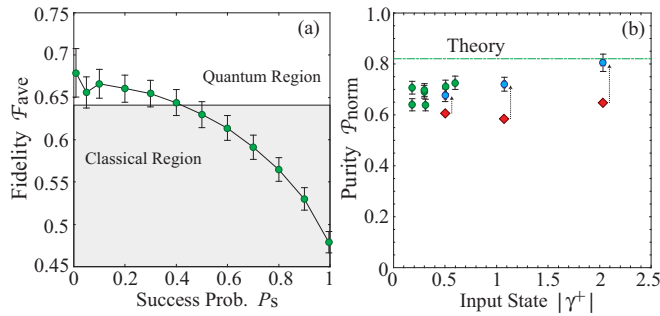 (a)
0.75
0.7
0.65
0.6
0.55
0.5
0.45
Fidelity ℱave
Quantum Region
Classical Region
0 0.2 0.4 0.6 0.8 1
Success Prob. Ps
(b)
1.0
0.8
0.6
0.4
0.2
0
Purity 𝒫norm
Theory
0 0.5 1 1.5 2 2.5
Input State |γ⁺|